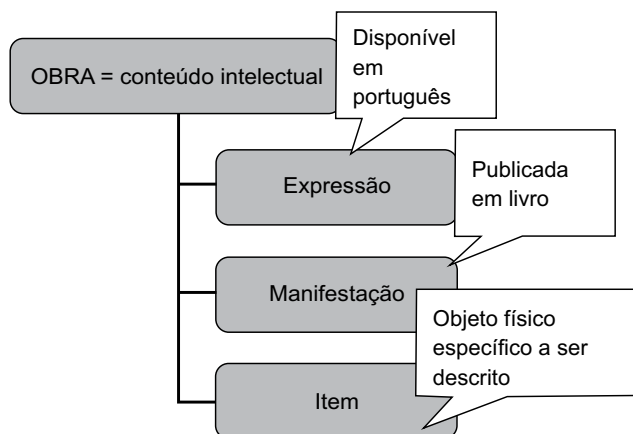 OBRA = conteúdo intelectual
Disponível
em
português
Expressão
Publicada
em livro
Manifestação
Objeto físico
específico a ser
descrito
Item